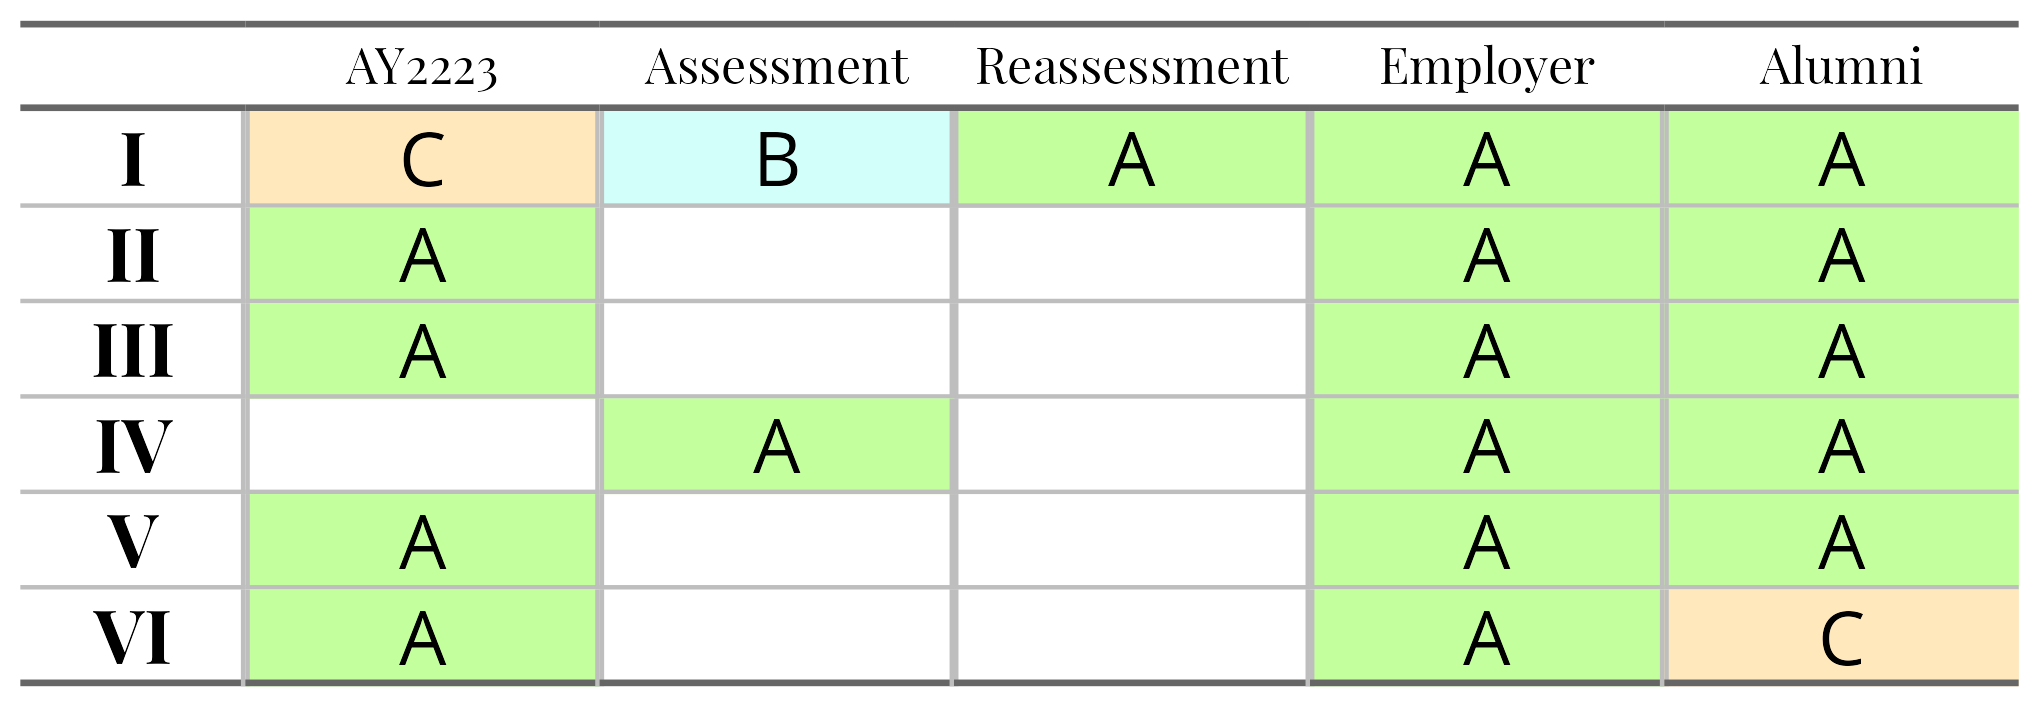 AY2223 Assessment Reassessment Employer Alumni
I C B A A A
II A A A
III A A A
IV A A A
V A A A
VI A A C